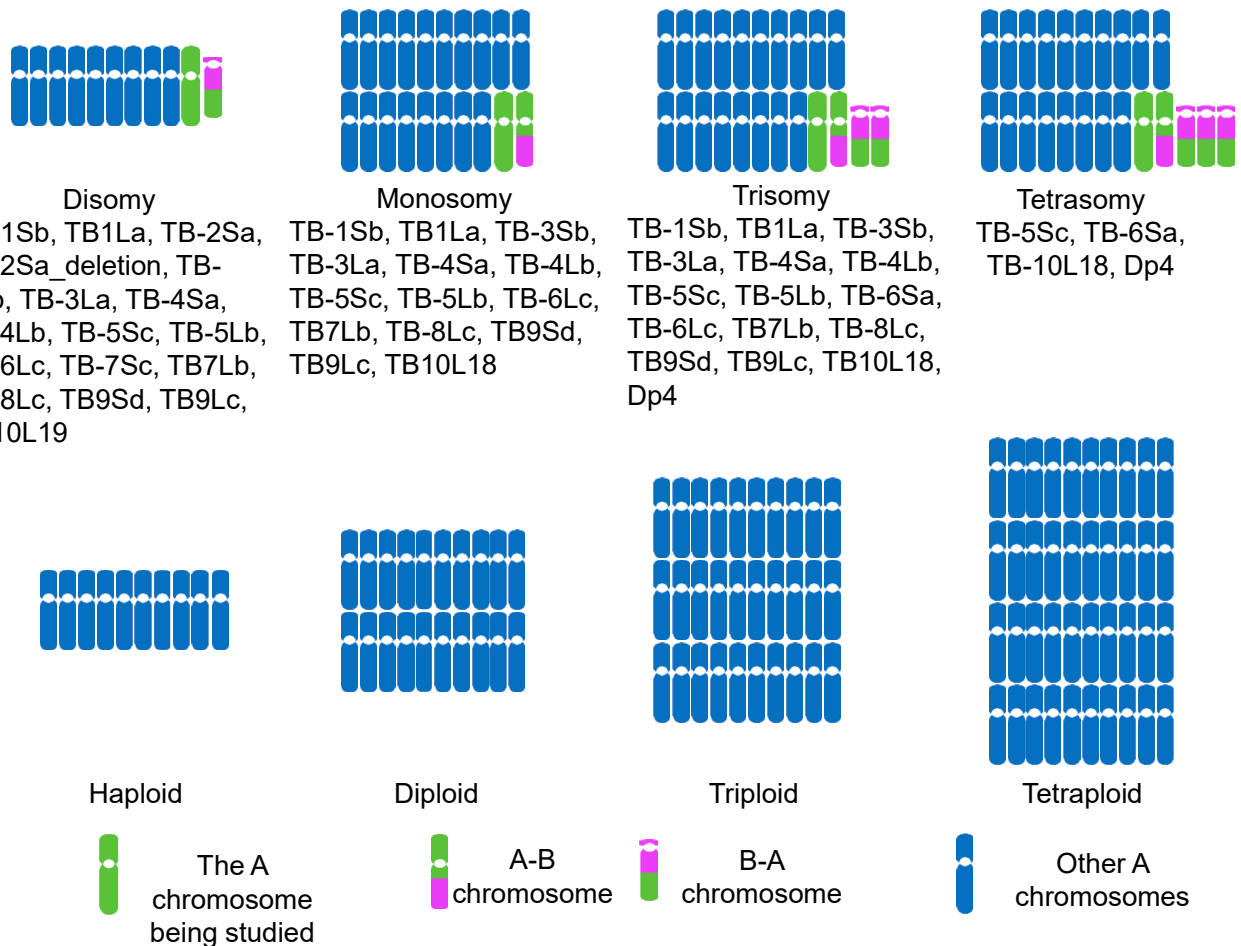 Disomy
1Sb, TB1La, TB-2Sa,
2Sa_deletion, TB-
, TB-3La, TB-4Sa,
4Lb, TB-5Sc, TB-5Lb,
6Lc, TB-7Sc, TB7Lb,
8Lc, TB9Sd, TB9Lc,
10L19
Monosomy
TB-1Sb, TB1La, TB-3Sb,
TB-3La, TB-4Sa, TB-4Lb,
TB-5Sc, TB-5Lb, TB-6Lc,
TB7Lb, TB-8Lc, TB9Sd,
TB9Lc, TB10L18
Trisomy
TB-1Sb, TB1La, TB-3Sb,
TB-3La, TB-4Sa, TB-4Lb,
TB-5Sc, TB-5Lb, TB-6Sa,
TB-6Lc, TB7Lb, TB-8Lc,
TB9Sd, TB9Lc, TB10L18,
Dp4
Tetrasomy
TB-5Sc, TB-6Sa,
TB-10L18, Dp4
Haploid
Diploid
Triploid
Tetraploid
The A
chromosome
being studied
A-B
chromosome
B-A
chromosome
Other A
chromosomes